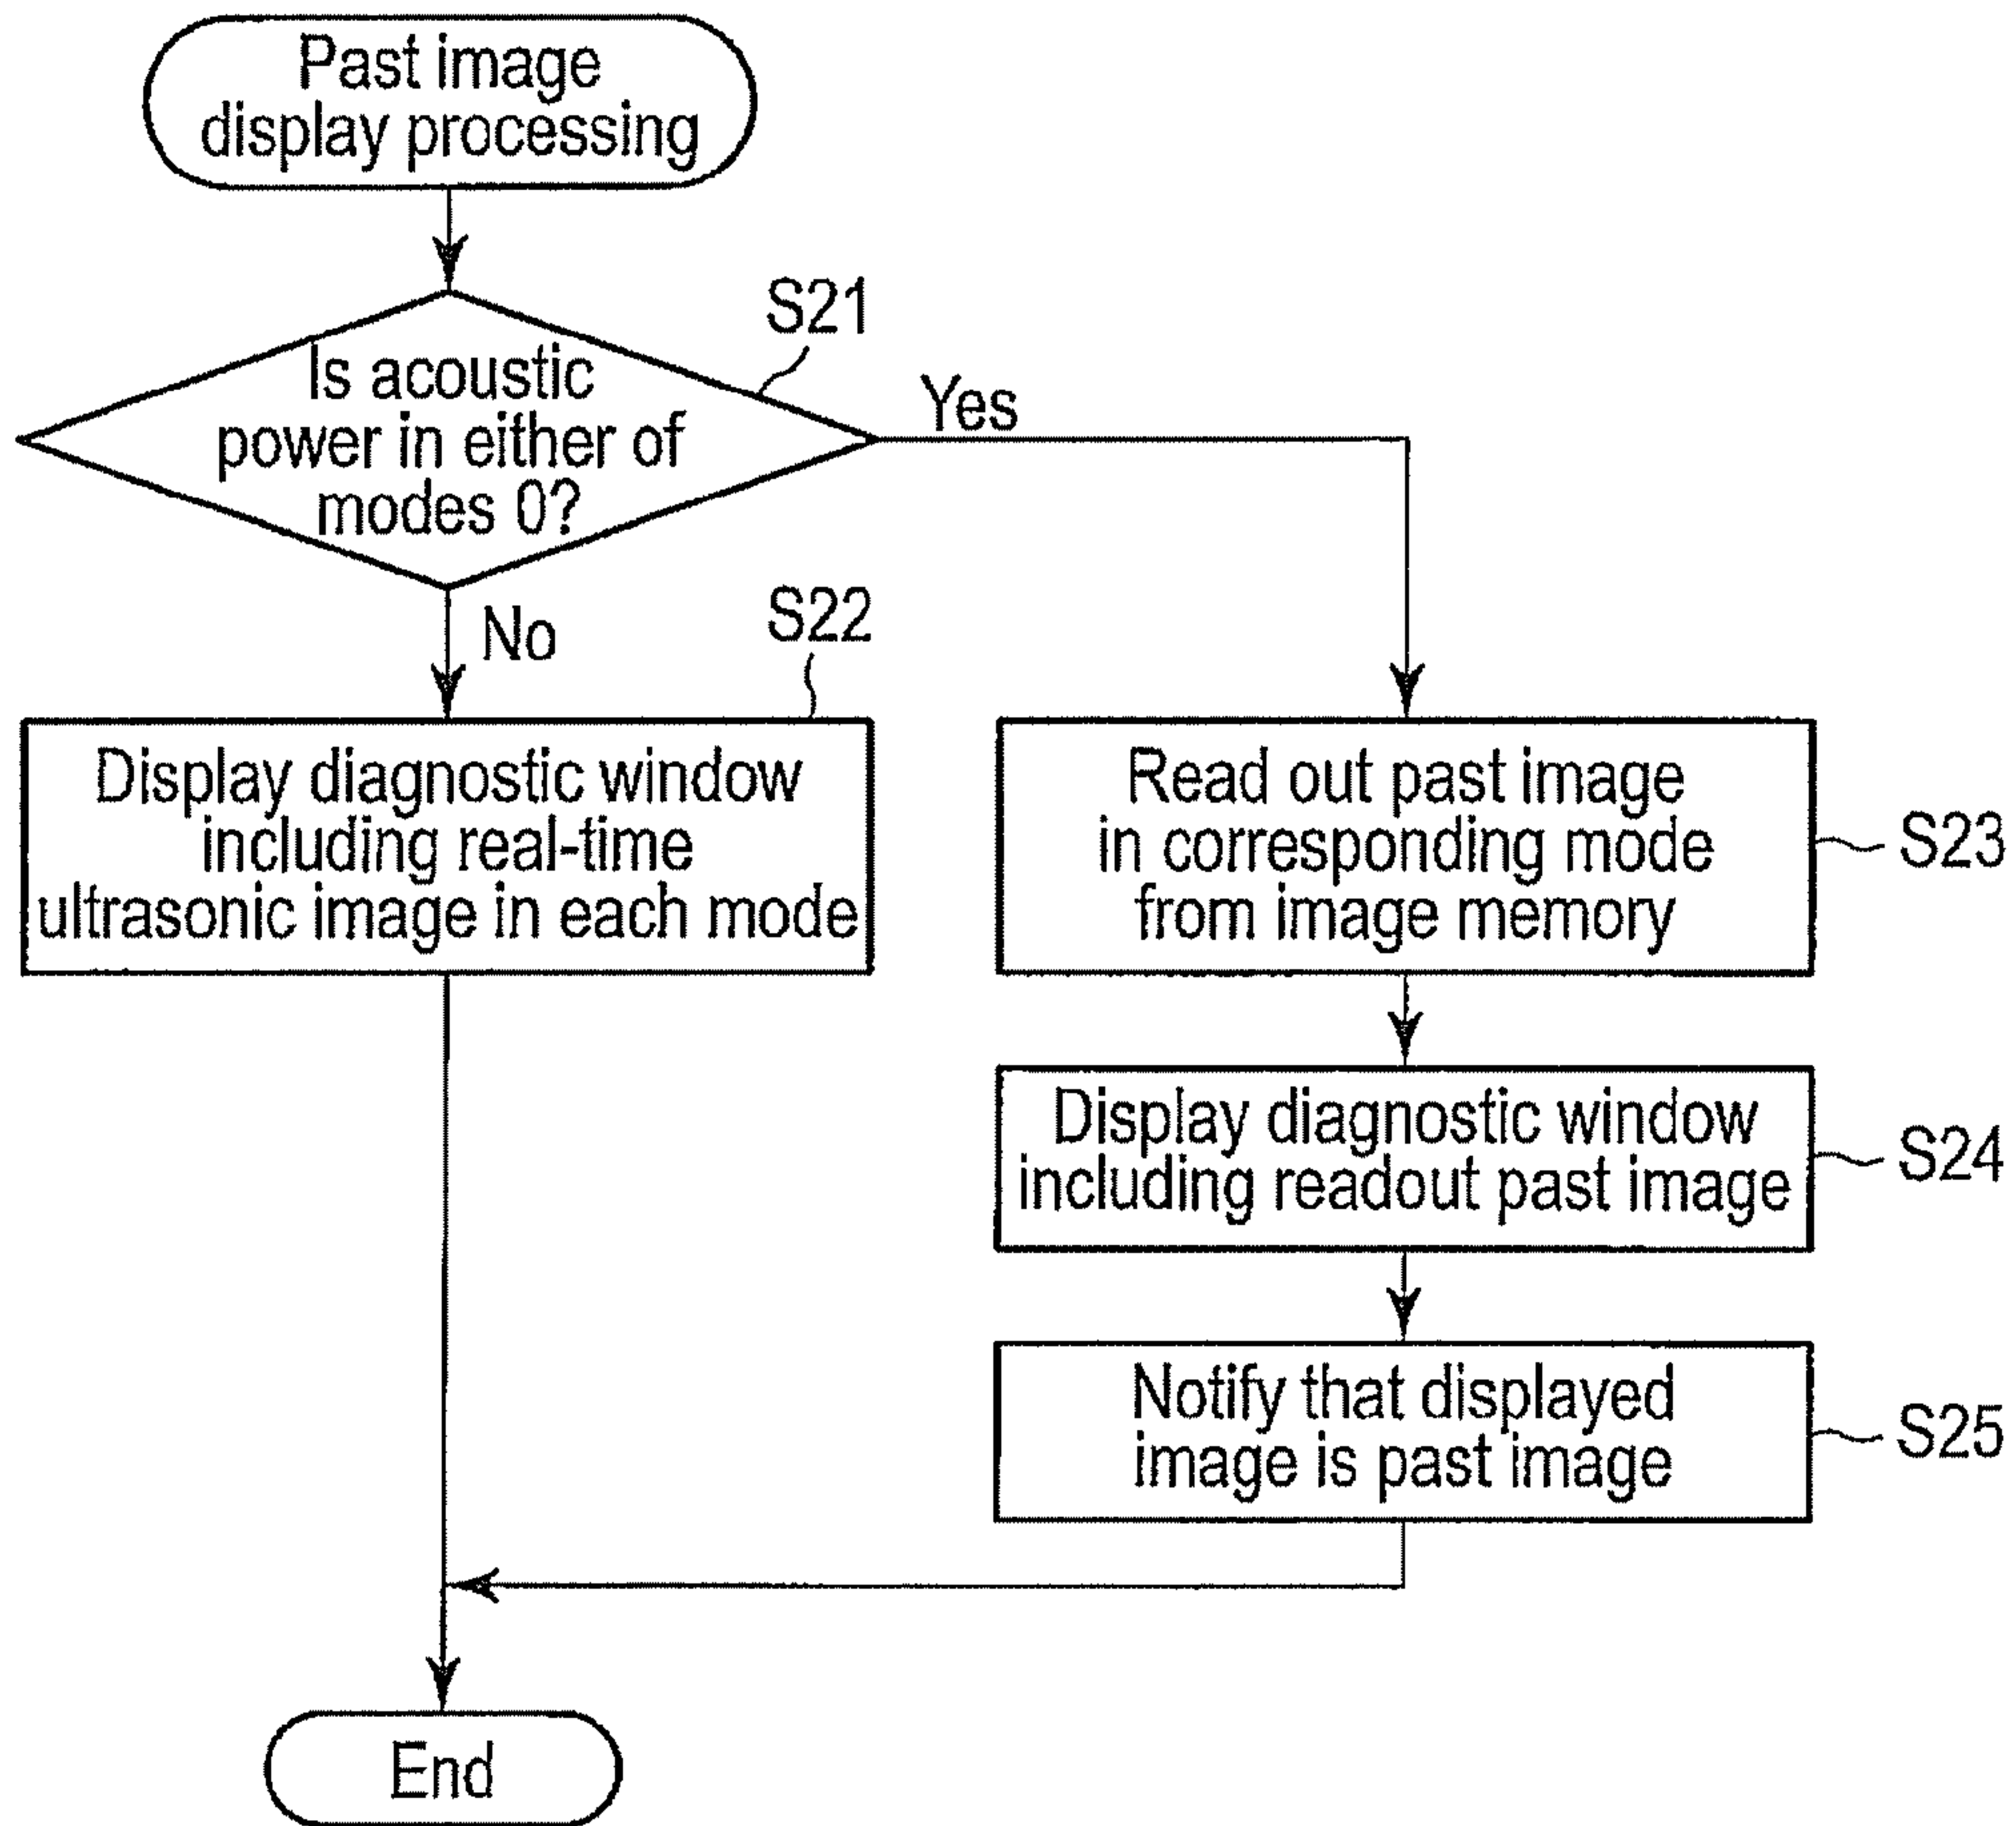 Past image
display processing
S21
Is acoustic
power in either of
modes 0?
Yes
No
S22
Display diagnostic window
including real-time
ultrasonic image in each mode
Read out past image
in corresponding mode
from image memory
S23
Display diagnostic window
including readout past image
S24
Notify that displayed
image is past image
S25
End